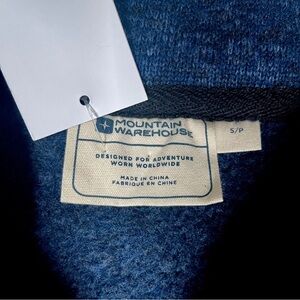 MOUNTAIN
WAREHOUSE
S/P
DESIGNED FOR ADVENTURE
WORN WORLDWIDE
MADE IN CHINA
FABRIQUÉ EN CHINE